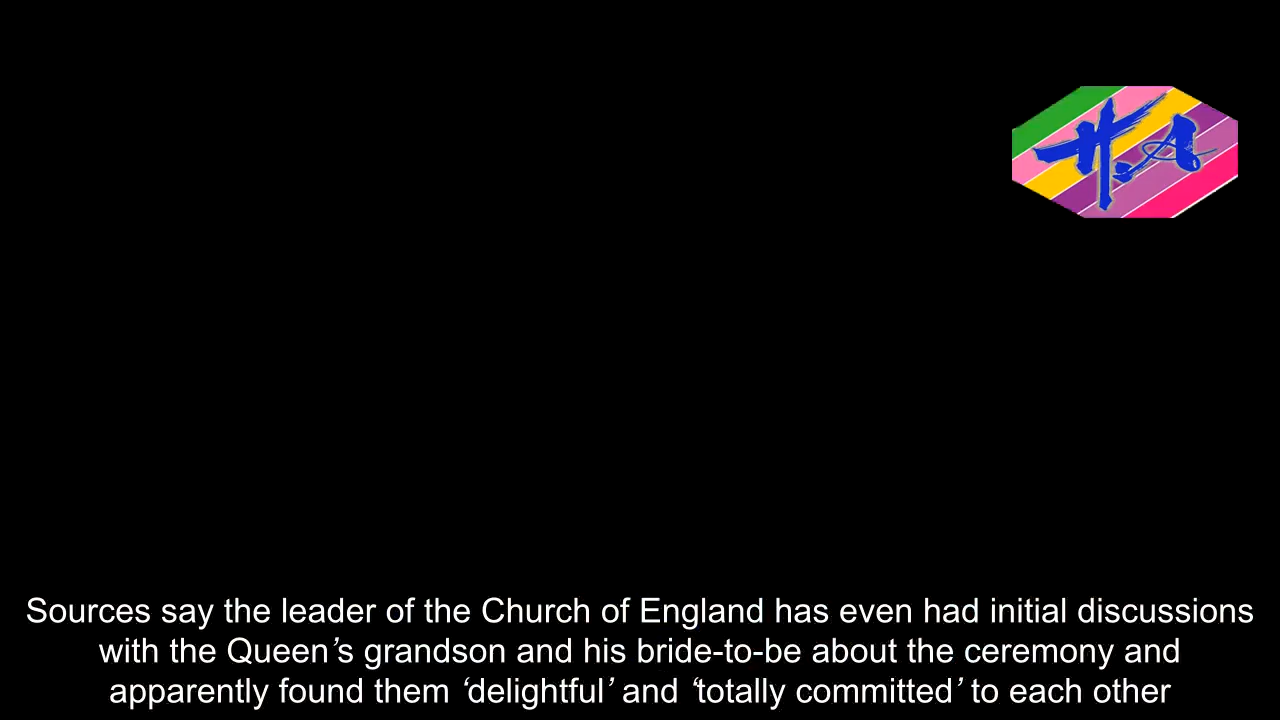 H.A
Sources say the leader of the Church of England has even had initial discussions
with the Queen’s grandson and his bride-to-be about the ceremony and
apparently found them ‘delightful’ and ‘totally committed’ to each other